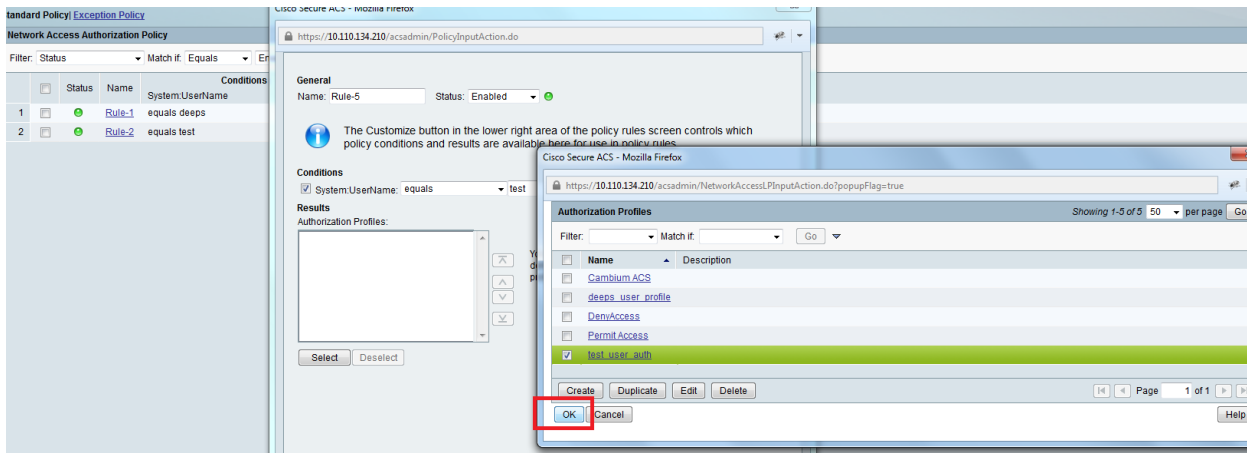 tandard Policy| Exception Policy
Network Access Authorization Policy
Filter: Status Match if: Equals En
Status Name Conditions
System:UserName
1 Rule-1 equals deeps
2 Rule-2 equals test
Cisco Secure ACS - Mozilla Firefox
https://10.110.134.210/acsadmin/PolicyInputAction.do
General
Name: Rule-5 Status: Enabled
The Customize button in the lower right area of the policy rules screen controls which
policy conditions and results are available here for use in policy rules.
Conditions
System:UserName: equals test
Results
Authorization Profiles:
Select Deselect
Cisco Secure ACS - Mozilla Firefox
https://10.110.134.210/acsadmin/NetworkAccessLPInputAction.do?popupFlag=true
Authorization Profiles Showing 1-5 of 5 50 per page Go
Filter: Match if: Go
Name Description
Cambium ACS
deeps_user_profile
DenyAccess
Permit Access
test_user_auth
Create Duplicate Edit Delete Page 1 of 1
OK Cancel Help